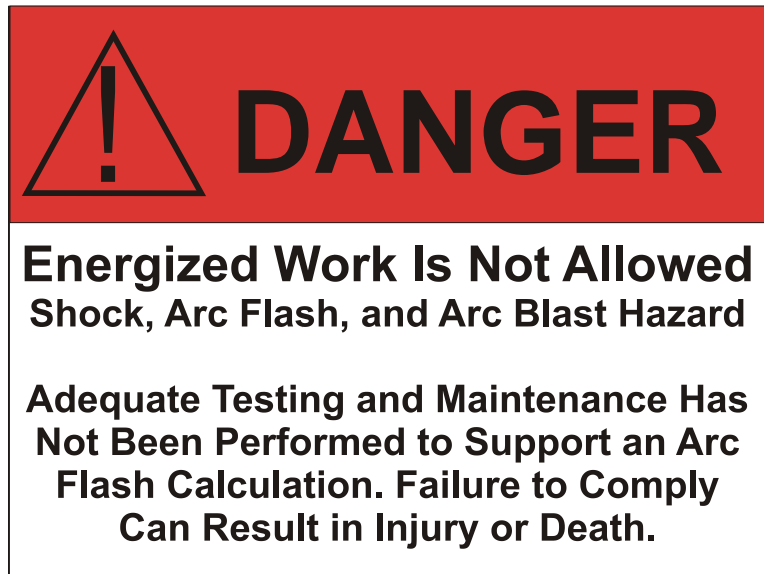 DANGER
Energized Work Is Not Allowed
Shock, Arc Flash, and Arc Blast Hazard
Adequate Testing and Maintenance Has
Not Been Performed to Support an Arc
Flash Calculation. Failure to Comply
Can Result in Injury or Death.